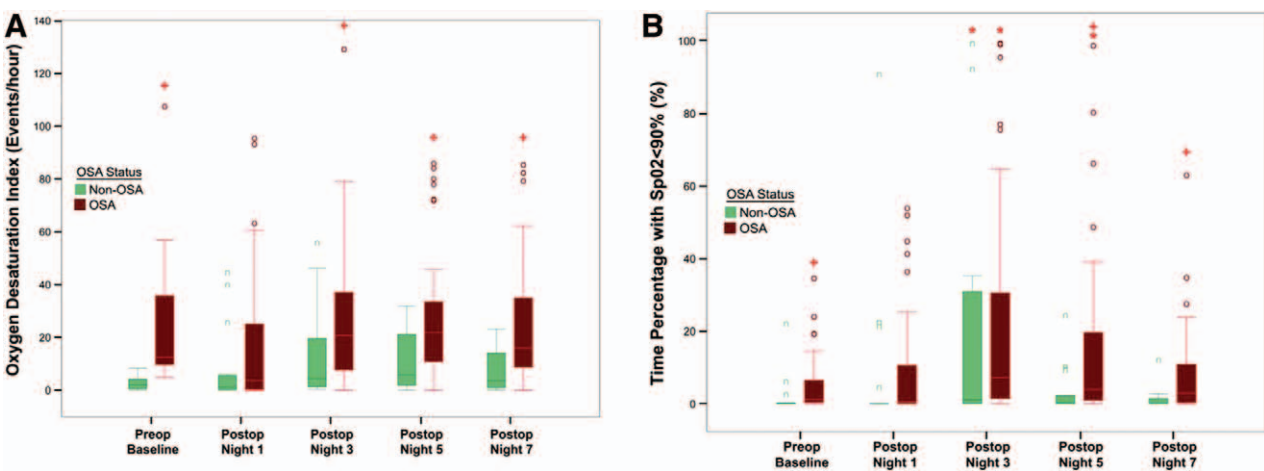 A
Oxygen Desaturation Index (Events/hour)
140
120
100
80
60
40
20
0
OSA Status
Non-OSA
OSA
Preop
Baseline
Postop
Night 1
Postop
Night 3
Postop
Night 5
Postop
Night 7
B
Time Percentage with Sp02<90% (%)
100
80
60
40
20
0
OSA Status
Non-OSA
OSA
Preop
Baseline
Postop
Night 1
Postop
Night 3
Postop
Night 5
Postop
Night 7